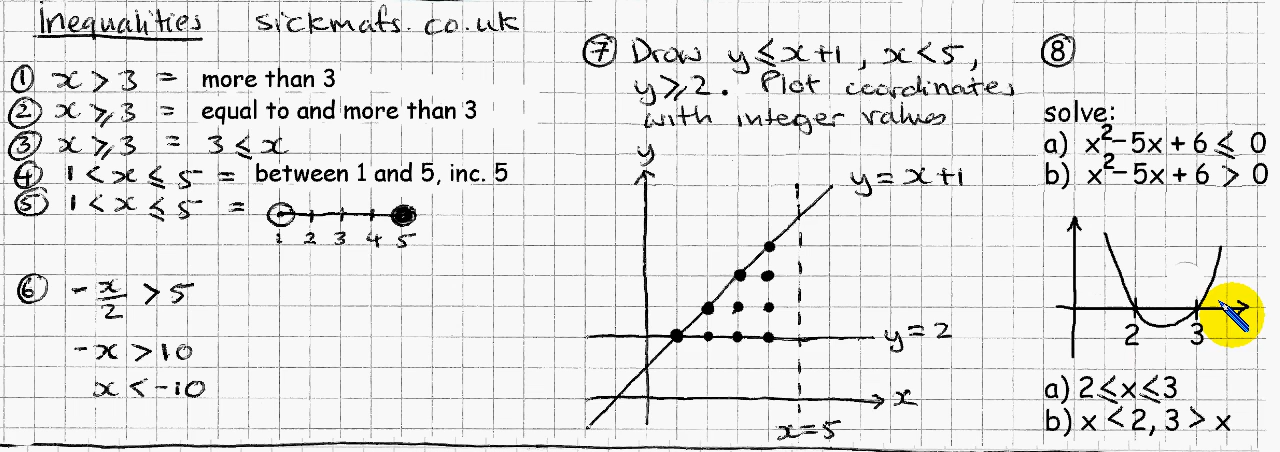 Inequalities sickmaths.co.uk
① x > 3 = more than 3
② x ⩾ 3 = equal to and more than 3
③ x ⩾ 3 = 3 ⩽ x
④ 1 < x ⩽ 5 = between 1 and 5, inc. 5
⑤ 1 < x ⩽ 5 =
1 2 3 4 5
⑥ -x/2 > 5
-x > 10
x < -10
⑦ Draw y ⩽ x+1, x < 5,
y ⩾ 2. Plot coordinates
with integer values
y
y = x+1
y = 2
x
x = 5
⑧
solve:
a) x²-5x + 6 ⩽ 0
b) x²-5x + 6 > 0
2 3
a) 2⩽x⩽3
b) x < 2, 3 > x